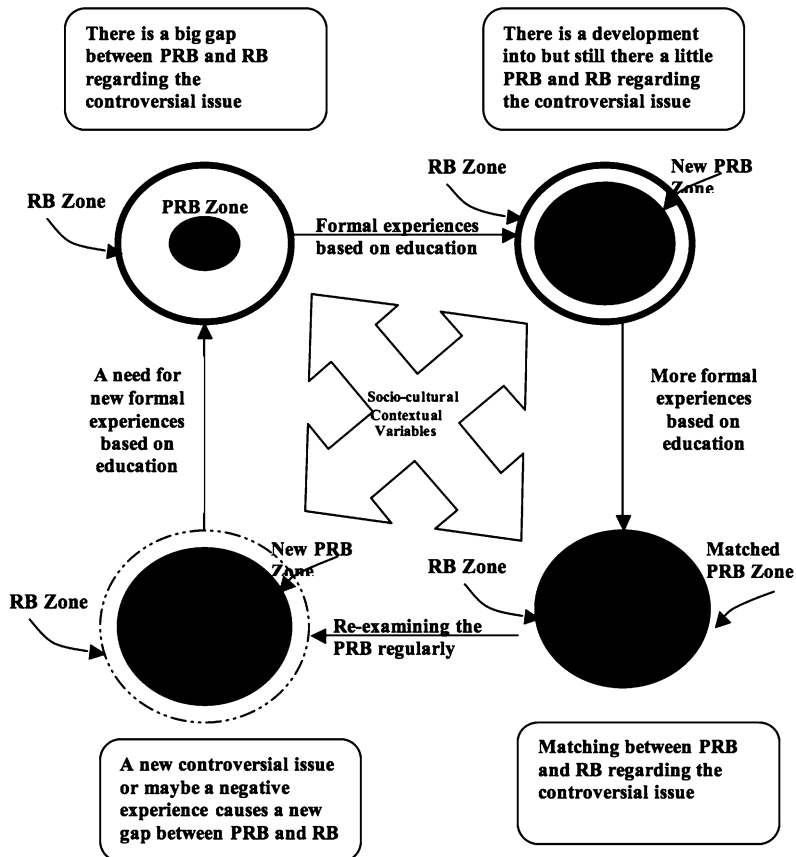 There is a big gap
between PRB and RB
regarding the
controversial issue
There is a development
into but still there a little
PRB and RB regarding
the controversial issue
RB Zone
PRB Zone
Formal experiences
based on education
RB Zone
New PRB
Zone
A need for
new formal
experiences
based on
education
Socio-cultural
Contextual
Variables
More formal
experiences
based on
education
RB Zone
New PRB
Zone
Re-examining the
PRB regularly
RB Zone
Matched
PRB Zone
A new controversial issue
or maybe a negative
experience causes a new
gap between PRB and RB
Matching between PRB
and RB regarding the
controversial issue